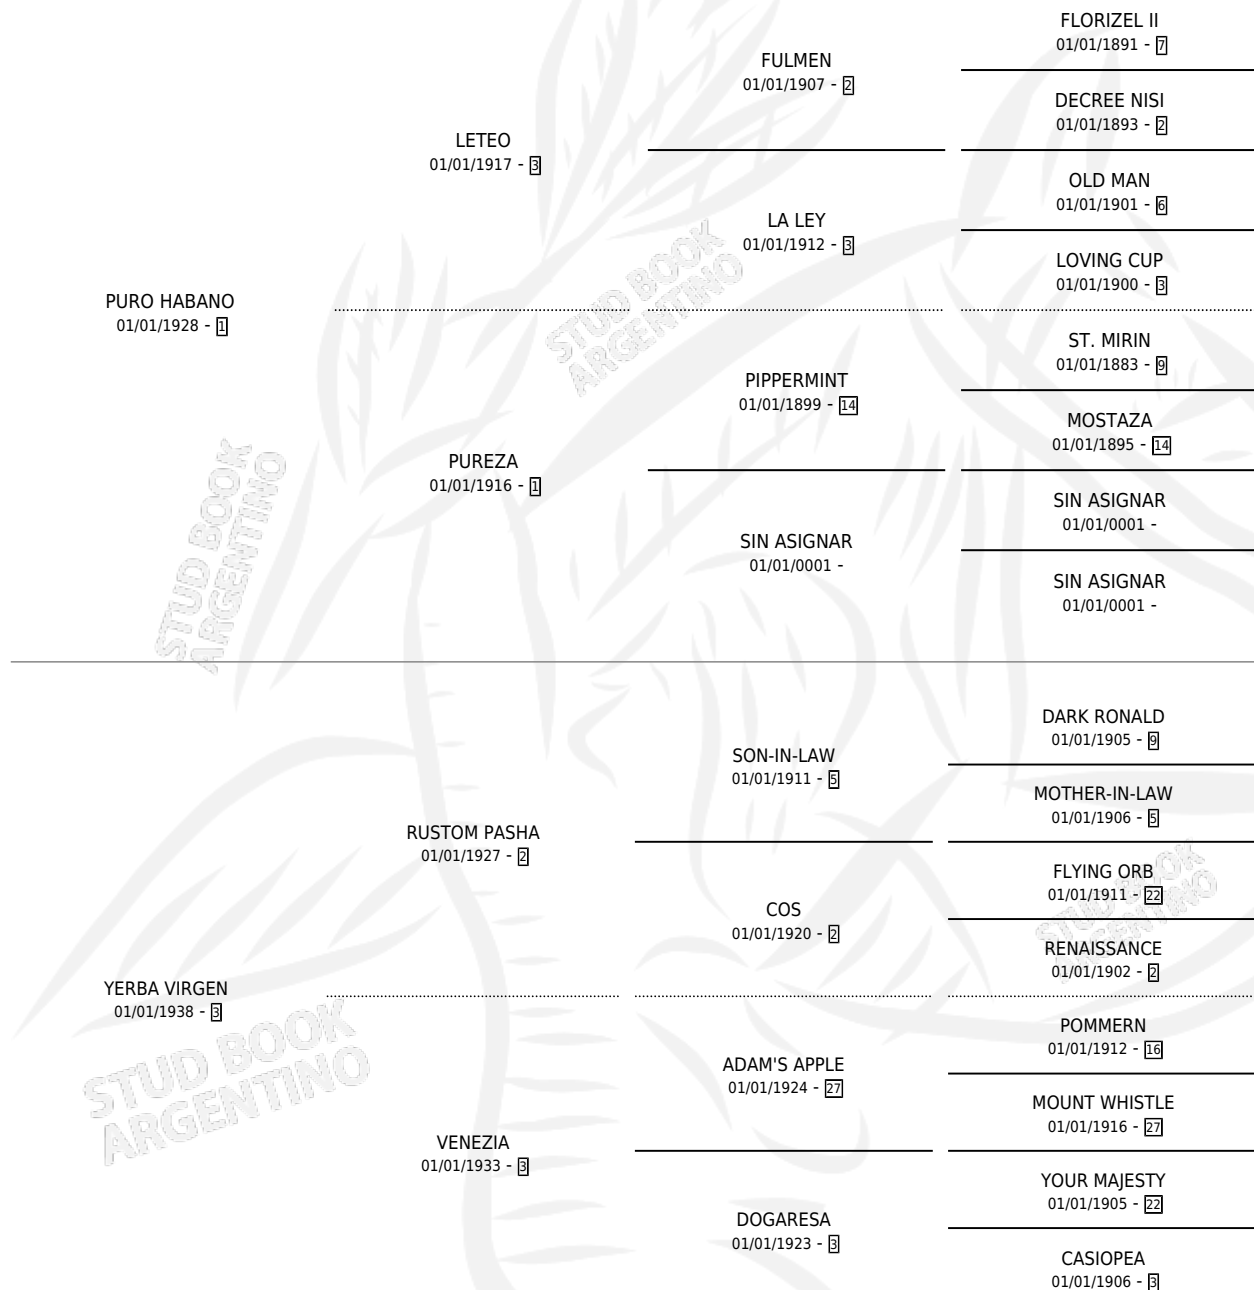 FLORIZEL II
01/01/1891 - 7
FULMEN
01/01/1907 - 2
DECREE NISI
01/01/1893 - 2
LETEO
01/01/1917 - 3
OLD MAN
01/01/1901 - 6
LA LEY
01/01/1912 - 3
LOVING CUP
01/01/1900 - 3
PURO HABANO
01/01/1928 - 1
ST. MIRIN
01/01/1883 - 9
PIPPERMINT
01/01/1899 - 14
MOSTAZA
01/01/1895 - 14
PUREZA
01/01/1916 - 1
SIN ASIGNAR
01/01/0001 -
SIN ASIGNAR
01/01/0001 -
SIN ASIGNAR
01/01/0001 -
STUD BOOK
ARGENTINO
STUD BOOK
ARGENTINO
DARK RONALD
01/01/1905 - 9
SON-IN-LAW
01/01/1911 - 5
MOTHER-IN-LAW
01/01/1906 - 5
RUSTOM PASHA
01/01/1927 - 2
FLYING ORB
01/01/1911 - 22
COS
01/01/1920 - 2
RENAISSANCE
01/01/1902 - 2
YERBA VIRGEN
01/01/1938 - 3
POMMERN
01/01/1912 - 16
ADAM'S APPLE
01/01/1924 - 27
MOUNT WHISTLE
01/01/1916 - 27
VENEZIA
01/01/1933 - 3
YOUR MAJESTY
01/01/1905 - 22
DOGARESA
01/01/1923 - 3
CASIOPEA
01/01/1906 - 3
STUD BOOK
ARGENTINO
STUD BOOK
ARGENTINO